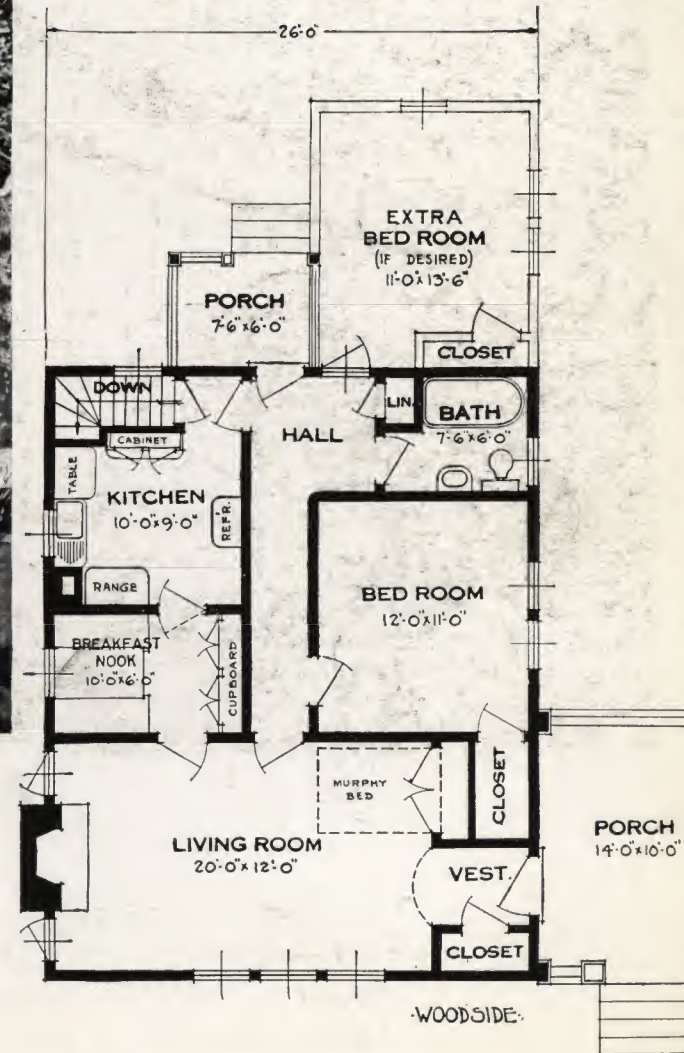 26'-0"
EXTRA
BED ROOM
(IF DESIRED)
11'-0"x13'-6"
PORCH
7'-6"x6'-0"
CLOSET
DOWN
LIN.
BATH
7'-6"x6'-0"
HALL
CABINET
TABLE
KITCHEN
10'-0"x9'-0"
REFR.
RANGE
BED ROOM
12'-0"x11'-0"
BREAKFAST
NOOK
10'-0"x6'-0"
CUPBOARD
MURPHY
BED
CLOSET
LIVING ROOM
20'-0"x12'-0"
PORCH
14'-0"x10'-0"
VEST.
CLOSET
·WOODSIDE·